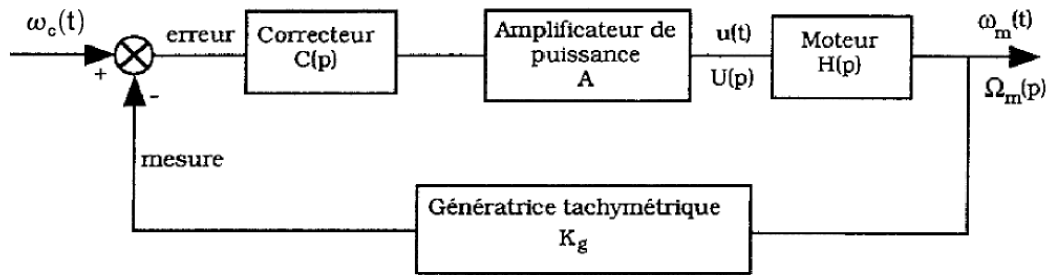 ω_c(t)
+
-
erreur
Correcteur
C(p)
Amplificateur de
puissance
A
u(t)
U(p)
Moteur
H(p)
ω_m(t)
Ω_m(p)
mesure
Génératrice tachymétrique
K_g